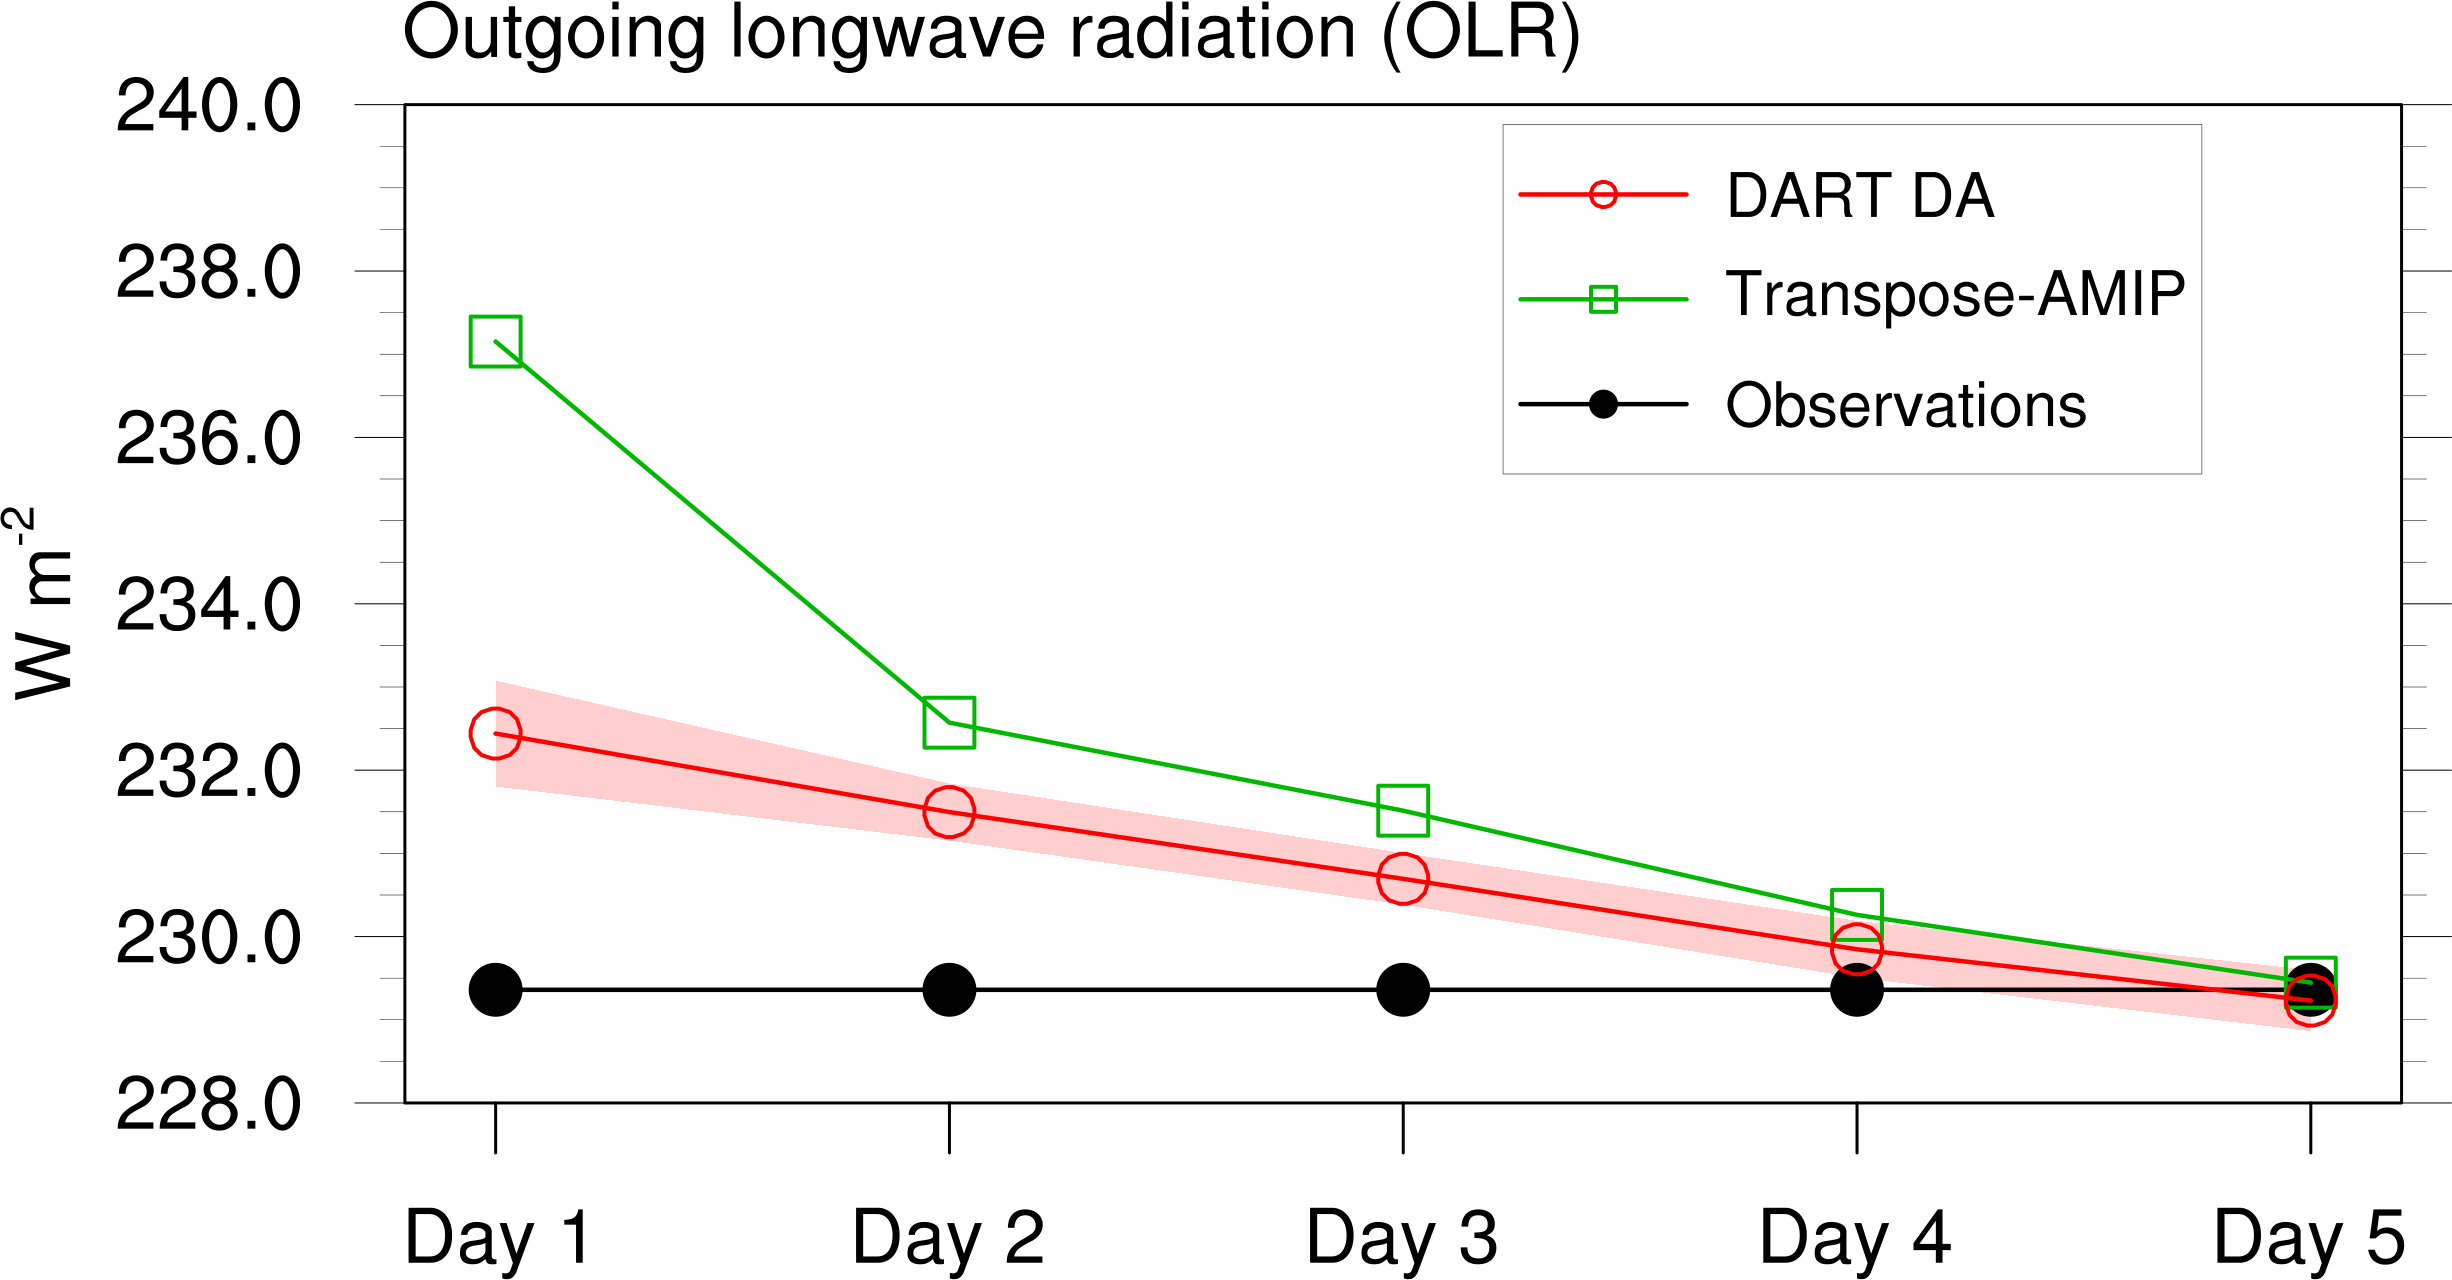 Outgoing longwave radiation (OLR)
240.0
238.0
236.0
234.0
232.0
230.0
228.0
W m-2
DART DA
Transpose-AMIP
Observations
Day 1 Day 2 Day 3 Day 4 Day 5